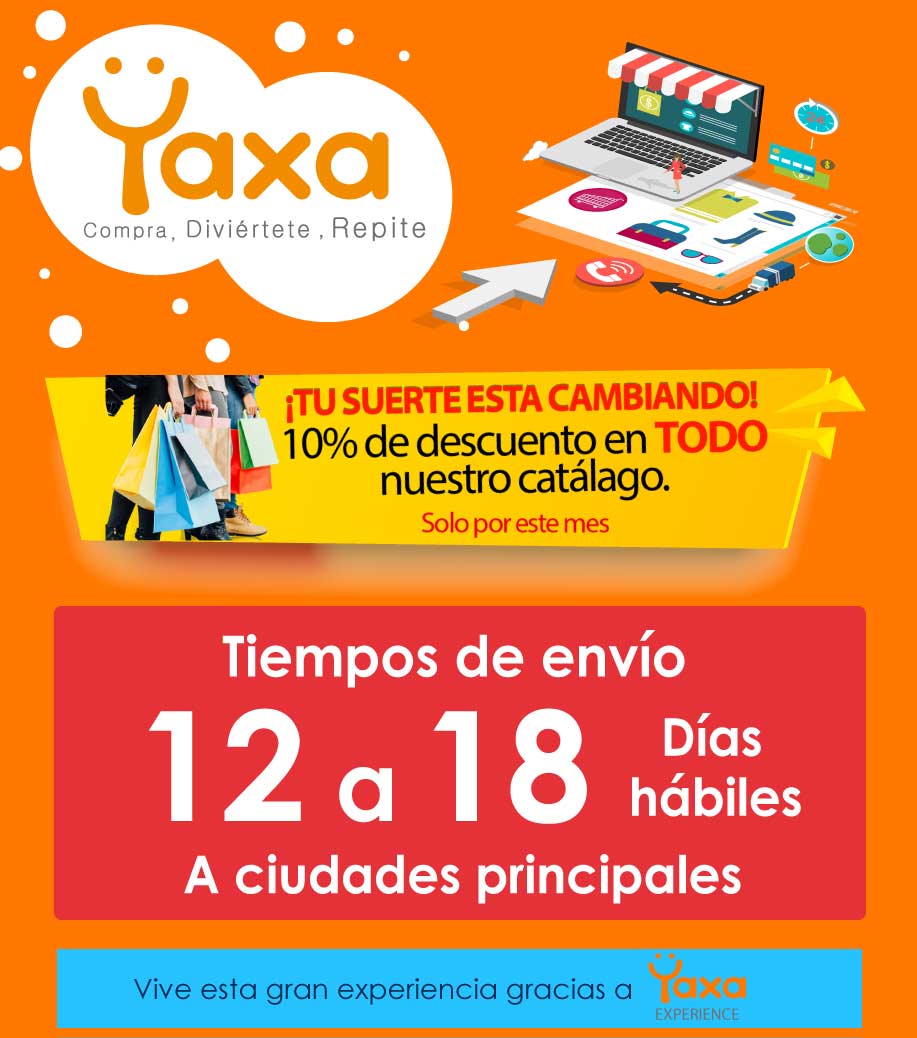 Yaxa
Compra, Diviértete, Repite
¡TU SUERTE ESTA CAMBIANDO!
10% de descuento en TODO
nuestro catálago.
Solo por este mes
Tiempos de envío
12 a 18 Días hábiles
A ciudades principales
Vive esta gran experiencia gracias a Yaxa
EXPERIENCE